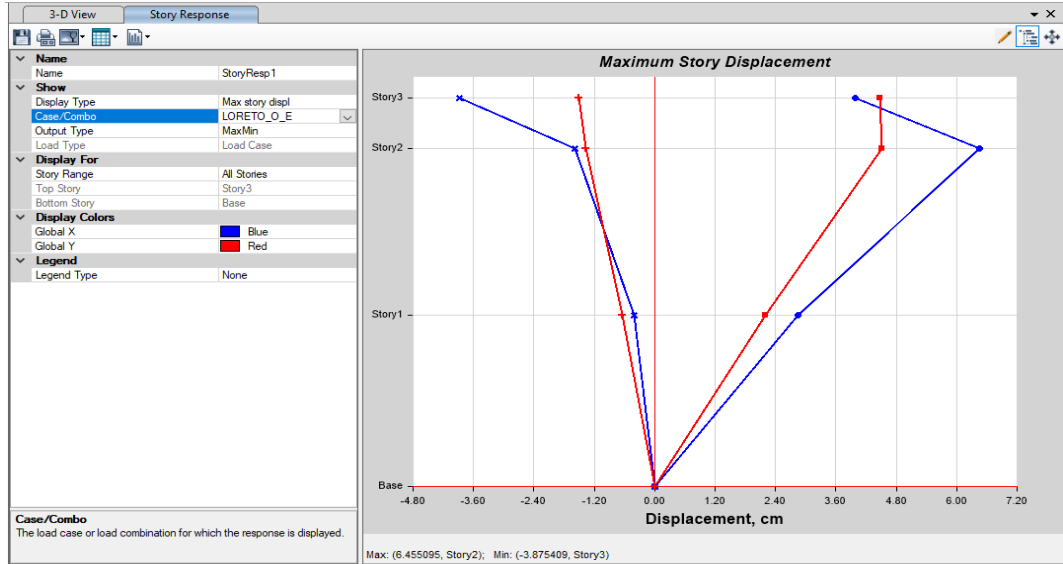 3-D View Story Response
Name
Name StoryResp1
Show
Display Type Max story displ
Case/Combo LORETO_O_E
Output Type MaxMin
Load Type Load Case
Display For
Story Range All Stories
Top Story Story3
Bottom Story Base
Display Colors
Global X Blue
Global Y Red
Legend
Legend Type None
Case/Combo
The load case or load combination for which the response is displayed.
Maximum Story Displacement
Story3
Story2
Story1
Base
-4.80 -3.60 -2.40 -1.20 0.00 1.20 2.40 3.60 4.80 6.00 7.20
Displacement, cm
Max: (6.455095, Story2); Min: (-3.875409, Story3)